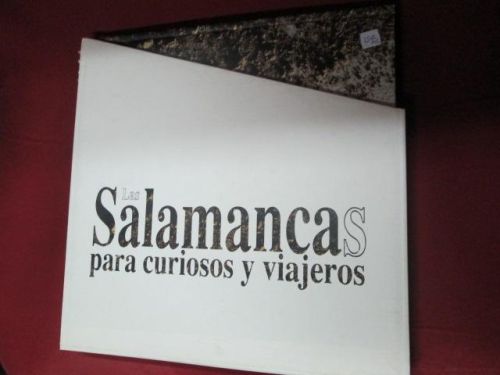 Las
Salamancas
para curiosos y viajeros